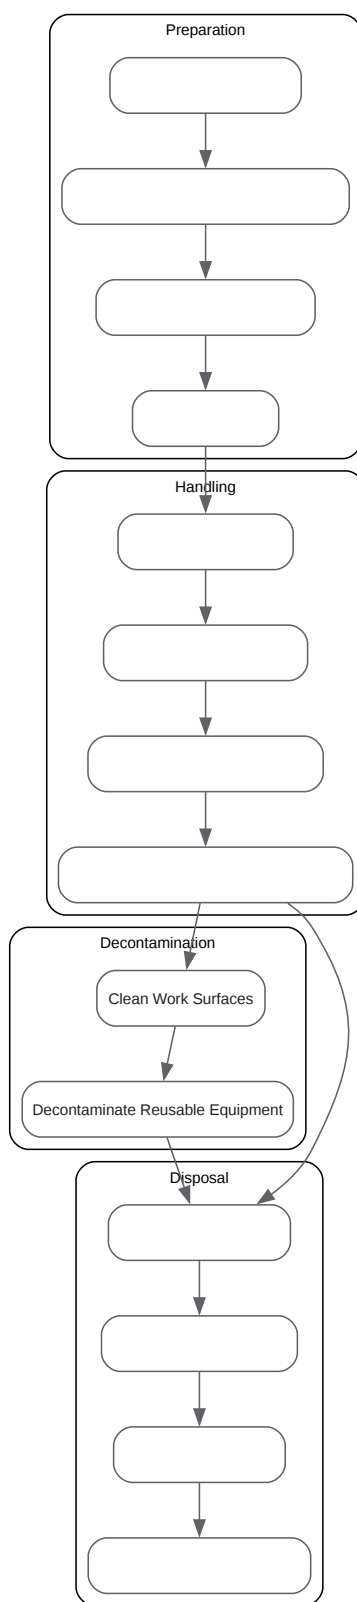 Preparation
Handling
Decontamination
Clean Work Surfaces
Decontaminate Reusable Equipment
Disposal